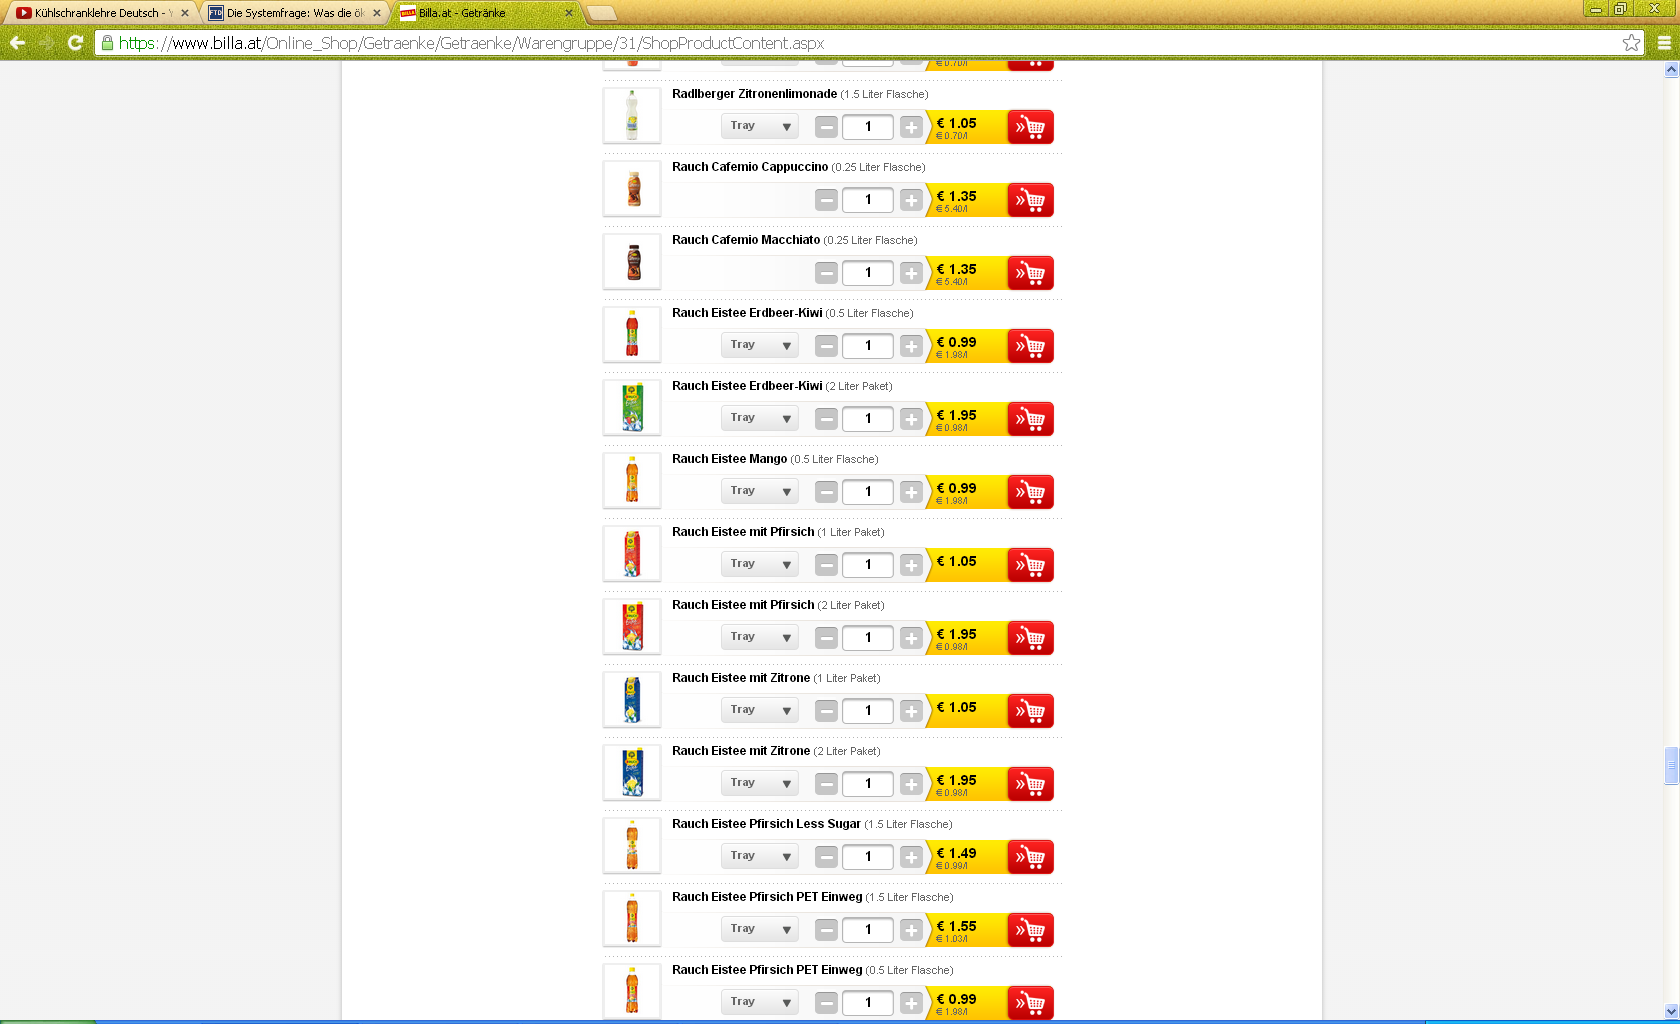 Kühlschranklehre Deutsch - Y
FTD Die Systemfrage: Was die ök
BILLA Billa.at - Getränke
https://www.billa.at/Online_Shop/Getraenke/Getraenke/Warengruppe/31/ShopProductContent.aspx
€ 0.70/l
Radlberger Zitronenlimonade (1.5 Liter Flasche)
Tray 1 € 1.05
€ 0.70/l
Rauch Cafemio Cappuccino (0.25 Liter Flasche)
1 € 1.35
€ 5.40/l
Rauch Cafemio Macchiato (0.25 Liter Flasche)
1 € 1.35
€ 5.40/l
Rauch Eistee Erdbeer-Kiwi (0.5 Liter Flasche)
Tray 1 € 0.99
€ 1.98/l
Rauch Eistee Erdbeer-Kiwi (2 Liter Paket)
Tray 1 € 1.95
€ 0.98/l
Rauch Eistee Mango (0.5 Liter Flasche)
Tray 1 € 0.99
€ 1.98/l
Rauch Eistee mit Pfirsich (1 Liter Paket)
Tray 1 € 1.05
Rauch Eistee mit Pfirsich (2 Liter Paket)
Tray 1 € 1.95
€ 0.98/l
Rauch Eistee mit Zitrone (1 Liter Paket)
Tray 1 € 1.05
Rauch Eistee mit Zitrone (2 Liter Paket)
Tray 1 € 1.95
€ 0.98/l
Rauch Eistee Pfirsich Less Sugar (1.5 Liter Flasche)
Tray 1 € 1.49
€ 0.99/l
Rauch Eistee Pfirsich PET Einweg (1.5 Liter Flasche)
Tray 1 € 1.55
€ 1.03/l
Rauch Eistee Pfirsich PET Einweg (0.5 Liter Flasche)
Tray 1 € 0.99
€ 1.98/l